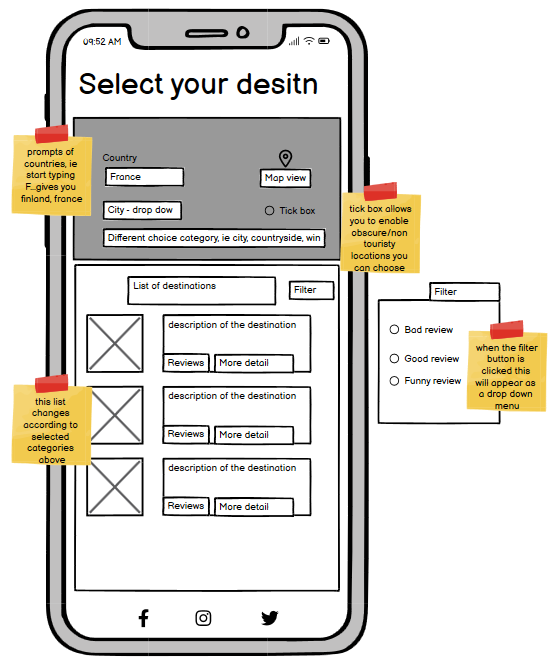 09:52 AM
Select your desitn
prompts of
countries, ie
start typing
F...gives you
finland, france
Country
France
Map view
City - drop dow
Tick box
Different choice category, ie city, countryside, win
tick box allows
you to enable
obscure/non
touristy
locations you
can choose
List of destinations
Filter
description of the destination
Reviews
More detail
description of the destination
Reviews
More detail
description of the destination
Reviews
More detail
this list
changes
according to
selected
categories
above
Filter
Bad review
Good review
Funny review
when the filter
button is
clicked this
will appear as
a drop down
menu